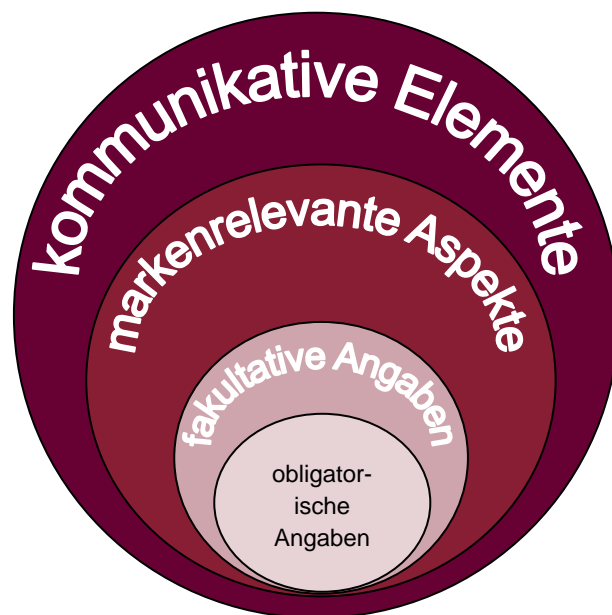 kommunikative Elemente
markenrelevante Aspekte
fakultative Angaben
obligator-
ische
Angaben